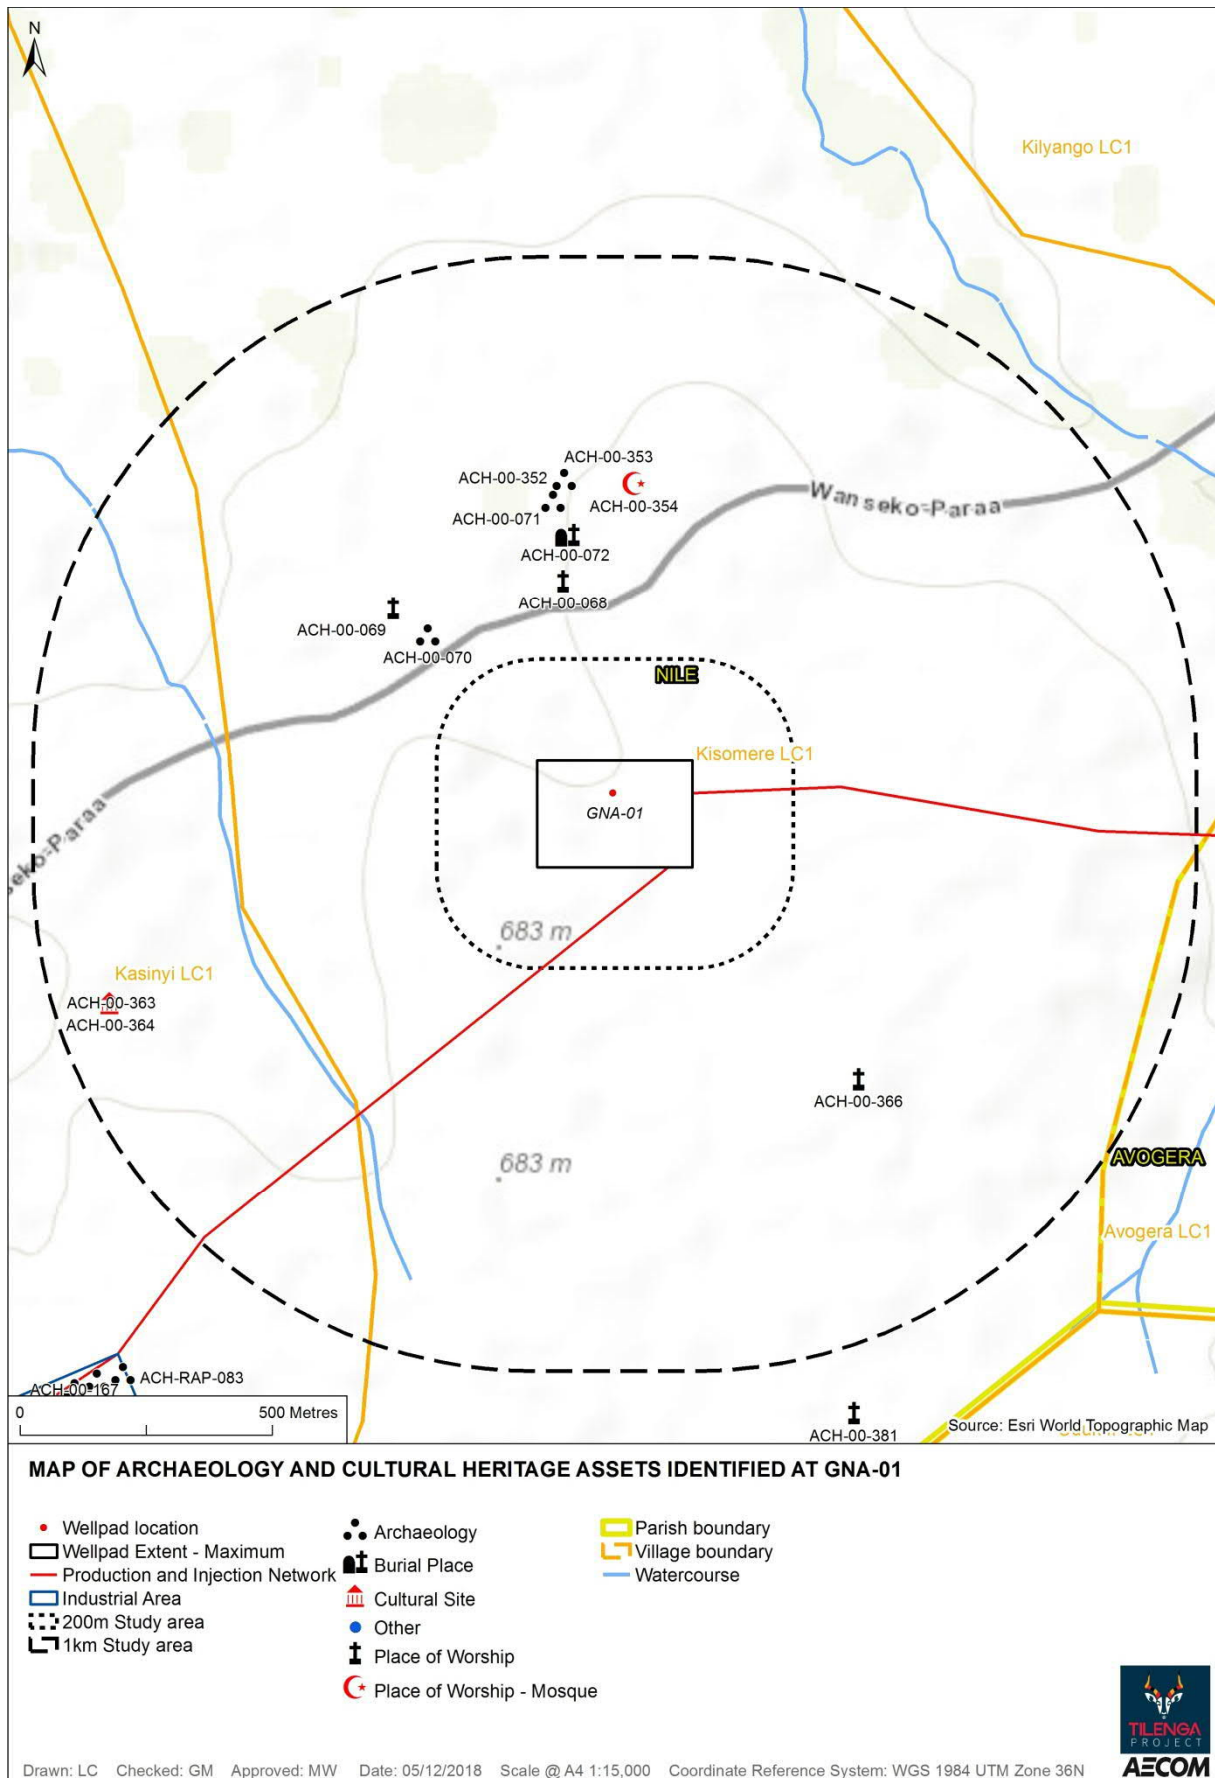 N
Kilyango LC1
ACH-00-353
ACH-00-352
ACH-00-354
ACH-00-071
Wanseko-Paraa
ACH-00-072
ACH-00-068
ACH-00-069
ACH-00-070
NILE
Kisomere LC1
GNA-01
seko-Paraa
683 m
Kasinyi LC1
ACH-00-363
ACH-00-364
ACH-00-366
683 m
AVOGERA
Avogera LC1
ACH-RAP-083
ACH-00-167
0 500 Metres
ACH-00-381
Source: Esri World Topographic Map
MAP OF ARCHAEOLOGY AND CULTURAL HERITAGE ASSETS IDENTIFIED AT GNA-01
Wellpad location
Wellpad Extent - Maximum
Production and Injection Network
Industrial Area
200m Study area
1km Study area
Archaeology
Burial Place
Cultural Site
Other
Place of Worship
Place of Worship - Mosque
Parish boundary
Village boundary
Watercourse
TILENGA
PROJECT
AECOM
Drawn: LC Checked: GM Approved: MW Date: 05/12/2018 Scale @ A4 1:15,000 Coordinate Reference System: WGS 1984 UTM Zone 36N